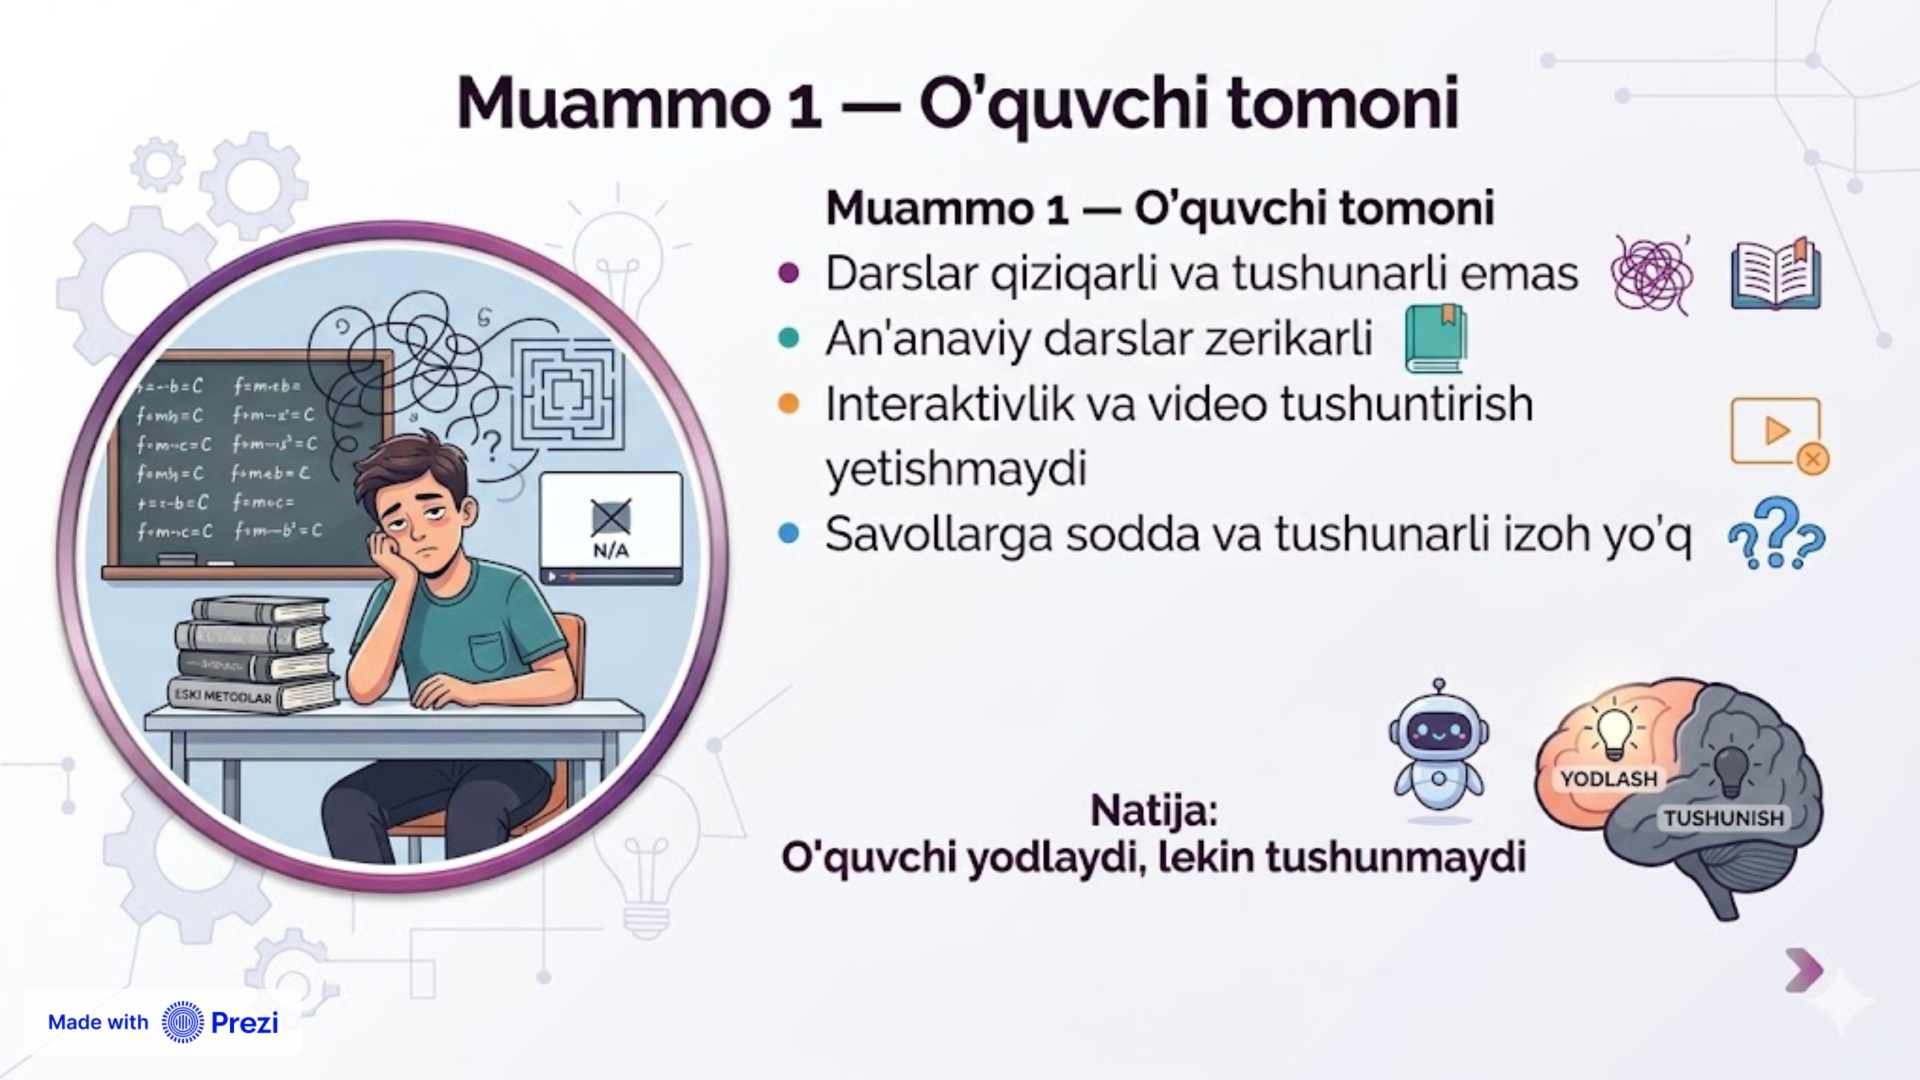 Muammo 1 — O’quvchi tomoni
Muammo 1 — O’quvchi tomoni
Darslar qiziqarli va tushunarli emas
An'anaviy darslar zerikarli
Interaktivlik va video tushuntirish
yetishmaydi
Savollarga sodda va tushunarli izoh yo’q
N/A
ESKI METODLAR
YODLASH
TUSHUNISH
Natija:
O'quvchi yodlaydi, lekin tushunmaydi
Made with Prezi